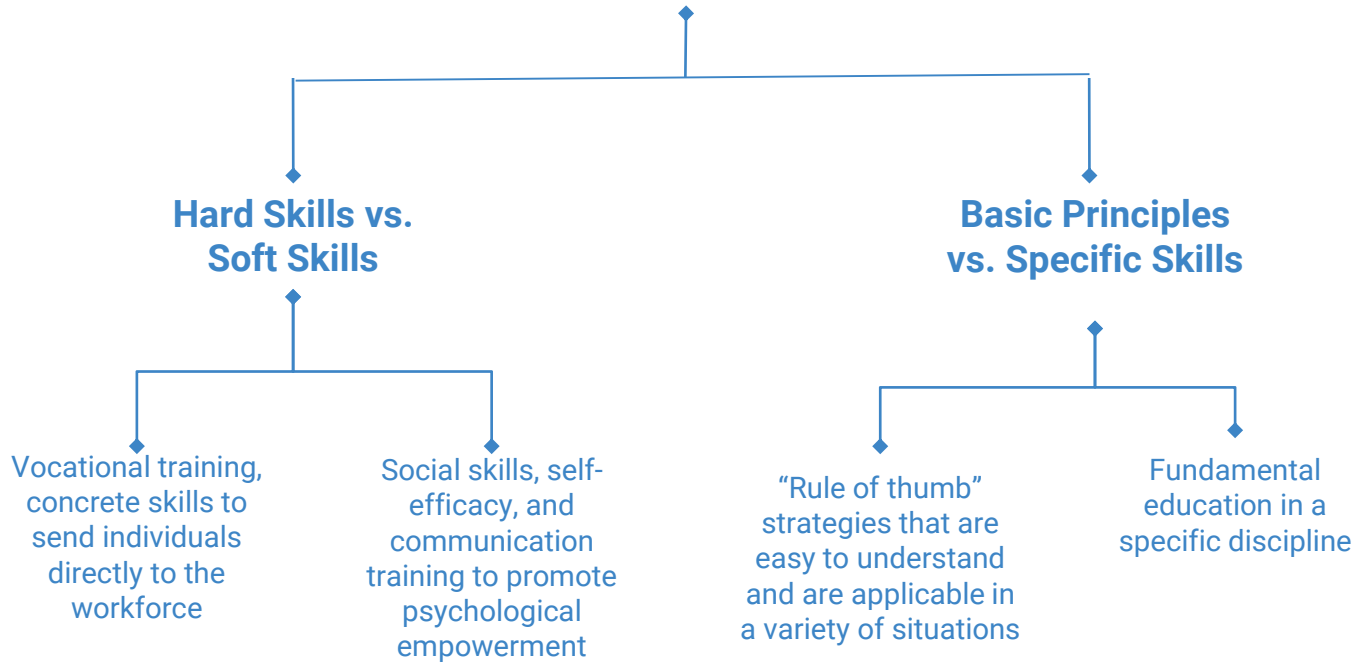 Hard Skills vs.
Soft Skills
Basic Principles
vs. Specific Skills
Vocational training,
concrete skills to
send individuals
directly to the
workforce
Social skills, self-
efficacy, and
communication
training to promote
psychological
empowerment
“Rule of thumb”
strategies that are
easy to understand
and are applicable in
a variety of situations
Fundamental
education in a
specific discipline